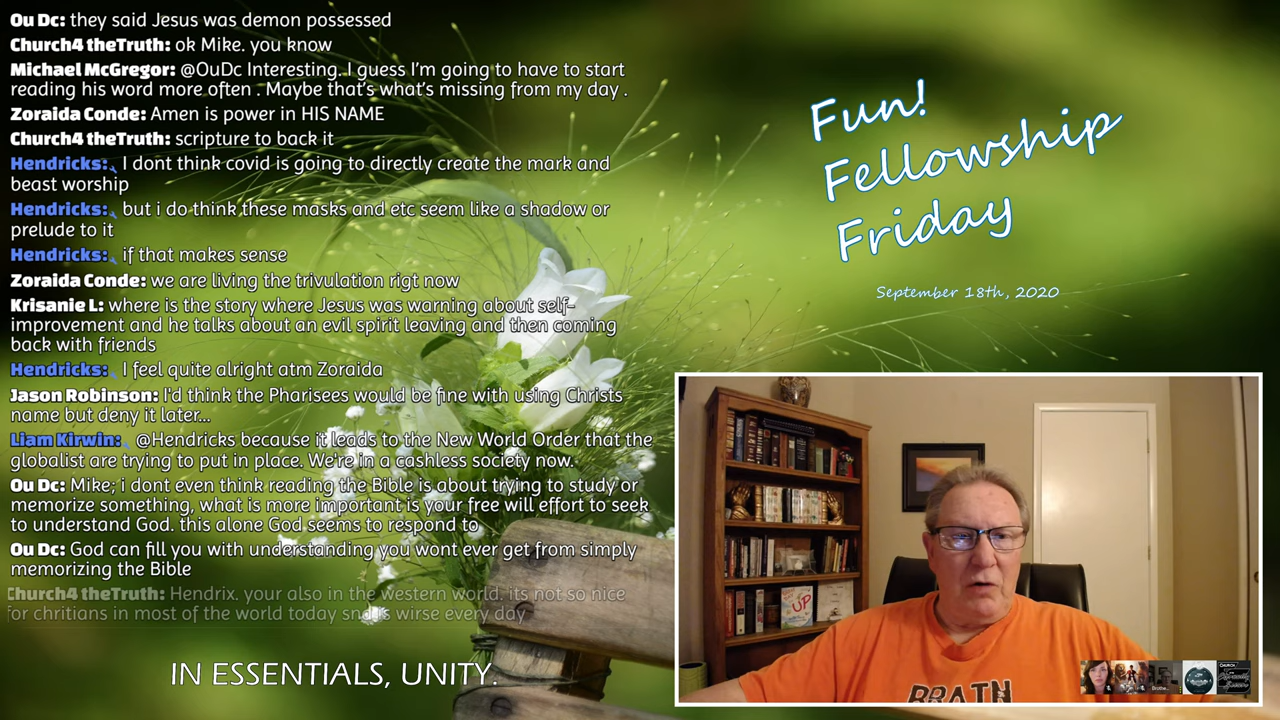 Ou Dc: they said Jesus was demon possessed
Church4 theTruth: ok Mike. you know
Michael McGregor: @OuDc Interesting. I guess I'm going to have to start
reading his word more often . Maybe that's what's missing from my day .
Zoraida Conde: Amen is power in HIS NAME
Church4 theTruth: scripture to back it
Hendricks: I dont think covid is going to directly create the mark and
beast worship
Hendricks: but i do think these masks and etc seem like a shadow or
prelude to it
Hendricks: if that makes sense
Zoraida Conde: we are living the trivulation rigt now
Krisanie L: where is the story where Jesus was warning about self-
improvement and he talks about an evil spirit leaving and then coming
back with friends
Hendricks: I feel quite alright atm Zoraida
Jason Robinson: I'd think the Pharisees would be fine with using Christs
name but deny it later...
Liam Kirwin: @Hendricks because it leads to the New World Order that the
globalist are trying to put in place. We're in a cashless society now.
Ou Dc: Mike; i dont even think reading the Bible is about trying to study or
memorize something, what is more important is your free will effort to seek
to understand God. this alone God seems to respond to
Ou Dc: God can fill you with understanding you wont ever get from simply
memorizing the Bible
Church4 theTruth: Hendrix. your also in the western world. its not so nice
for chritians in most of the world today snd is wirse every day
IN ESSENTIALS, UNITY.
Fun!
Fellowship
Friday
September 18th, 2020
UP
BRATH
Brothe...
CHURCH